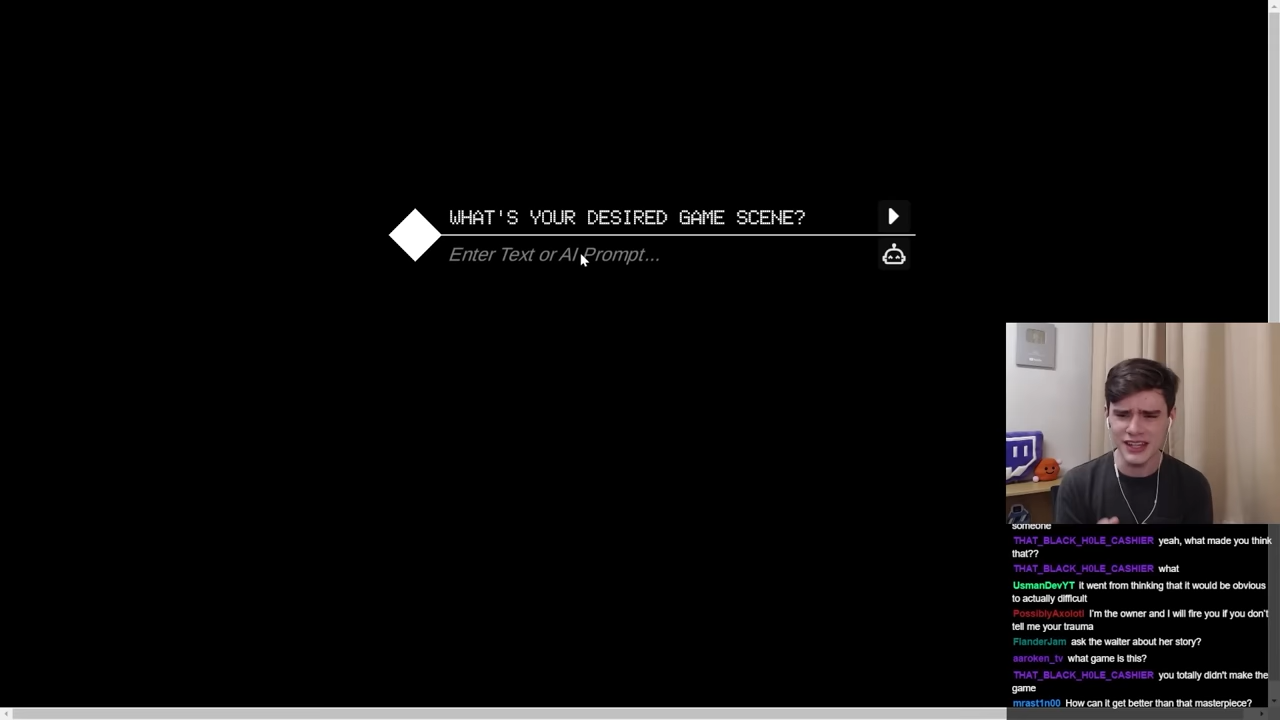 WHAT'S YOUR DESIRED GAME SCENE?
Enter Text or AI Prompt...
someone
THAT_BLACK_H0LE_CASHIER yeah, what made you think
that??
THAT_BLACK_H0LE_CASHIER what
UsmanDevYT it went from thinking that it would be obvious
to actually difficult
PossiblyAxolotl I'm the owner and I will fire you if you don't
tell me your trauma
FlanderJam ask the waiter about her story?
aaroken_tv what game is this?
THAT_BLACK_H0LE_CASHIER you totally didn't make the
game
mrast1n00 How can it get better than that masterpiece?